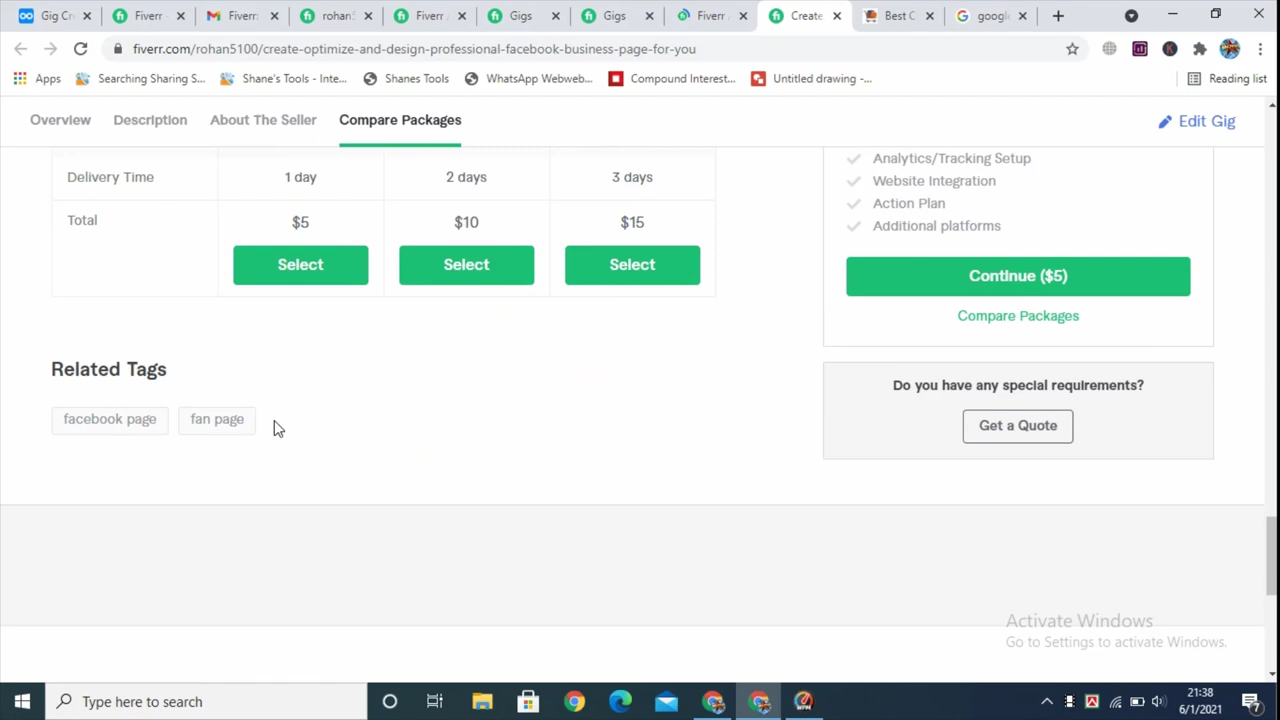 Gig Cre
Fiverr
Fiverr
rohan5
Fiverr
Gigs
Gigs
Fiverr
Create
Best C
googl
fiverr.com/rohan5100/create-optimize-and-design-professional-facebook-business-page-for-you
Apps
Searching Sharing S...
Shane's Tools - Inte...
Shanes Tools
WhatsApp Webweb...
Compound Interest...
Untitled drawing -...
Reading list
Overview
Description
About The Seller
Compare Packages
Edit Gig
Delivery Time 1 day 2 days 3 days
Total $5 $10 $15
Select Select Select
Analytics/Tracking Setup
Website Integration
Action Plan
Additional platforms
Continue ($5)
Compare Packages
Related Tags
facebook page
fan page
Do you have any special requirements?
Get a Quote
Activate Windows
Go to Settings to activate Windows.
Type here to search
21:38
6/1/2021
7